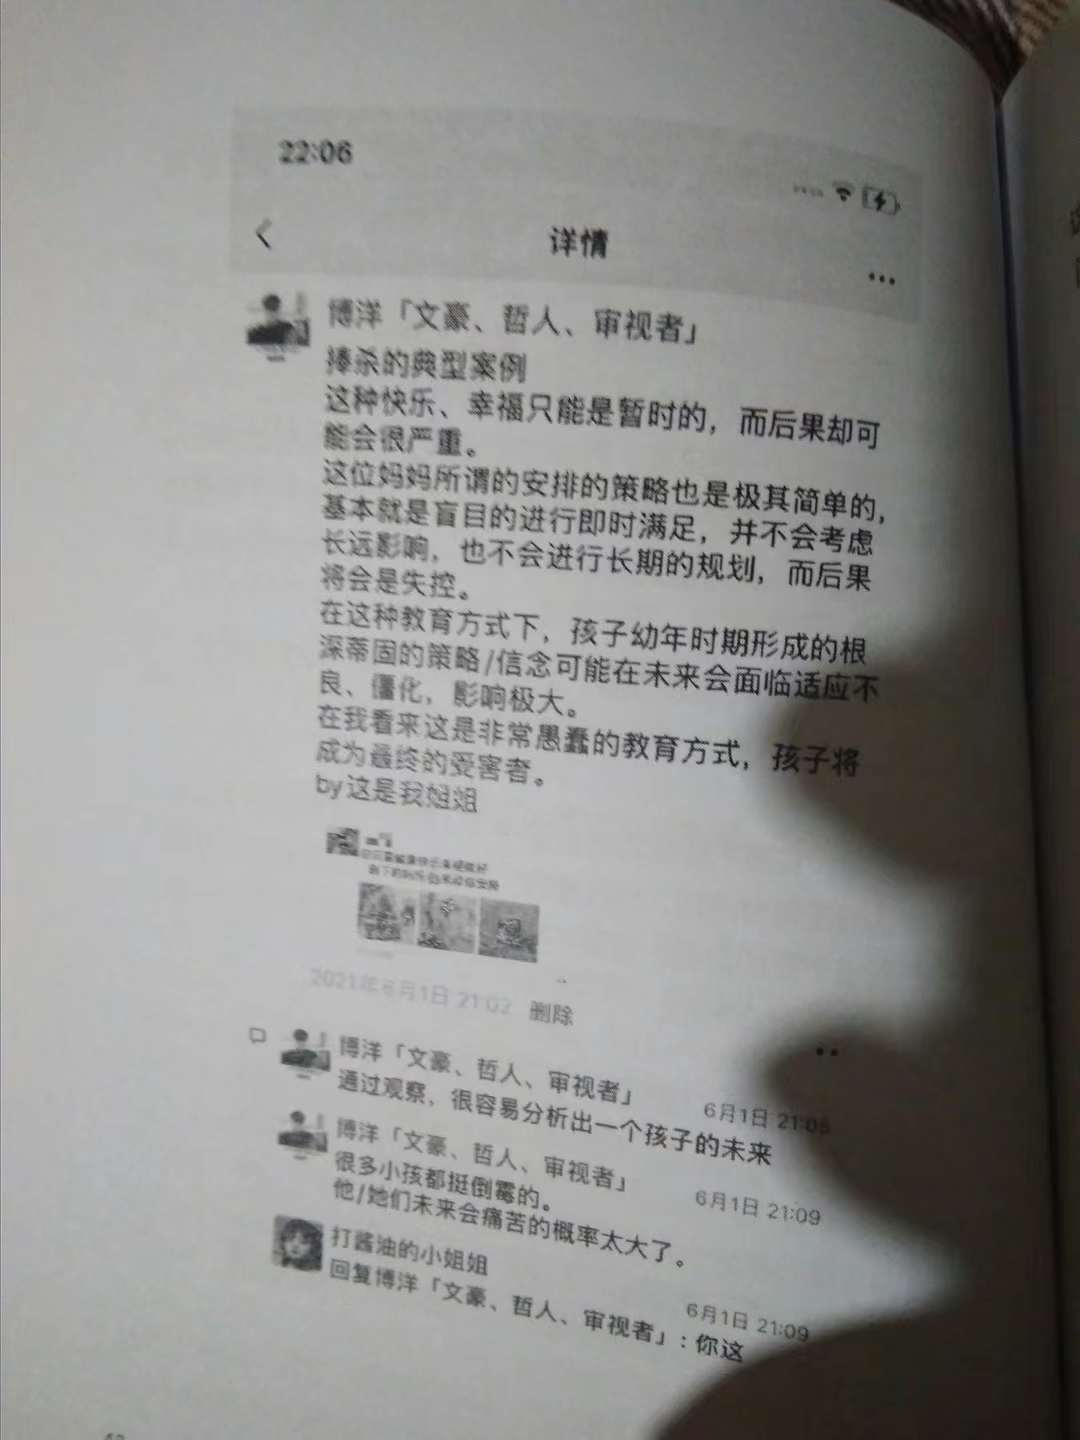 22:06
详情
博洋「文豪、哲人、审视者」
捧杀的典型案例
这种快乐、幸福只能是暂时的，而后果却可
能会很严重。
这位妈妈所谓的安排的策略也是极其简单的，
基本就是盲目的进行即时满足，并不会考虑
长远影响，也不会进行长期的规划，而后果
将会是失控。
在这种教育方式下，孩子幼年时期形成的根
深蒂固的策略/信念可能在未来会面临适应不
良、僵化，影响极大。
在我看来这是非常愚蠢的教育方式，孩子将
成为最终的受害者。
by这是我姐姐
2021年6月1日 21:02 删除
博洋「文豪、哲人、审视者」
6月1日 21:05
通过观察，很容易分析出一个孩子的未来
博洋「文豪、哲人、审视者」
6月1日 21:09
很多小孩都挺倒霉的。
他/她们未来会痛苦的概率太大了。
打酱油的小姐姐
6月1日 21:09
回复博洋「文豪、哲人、审视者」: 你这